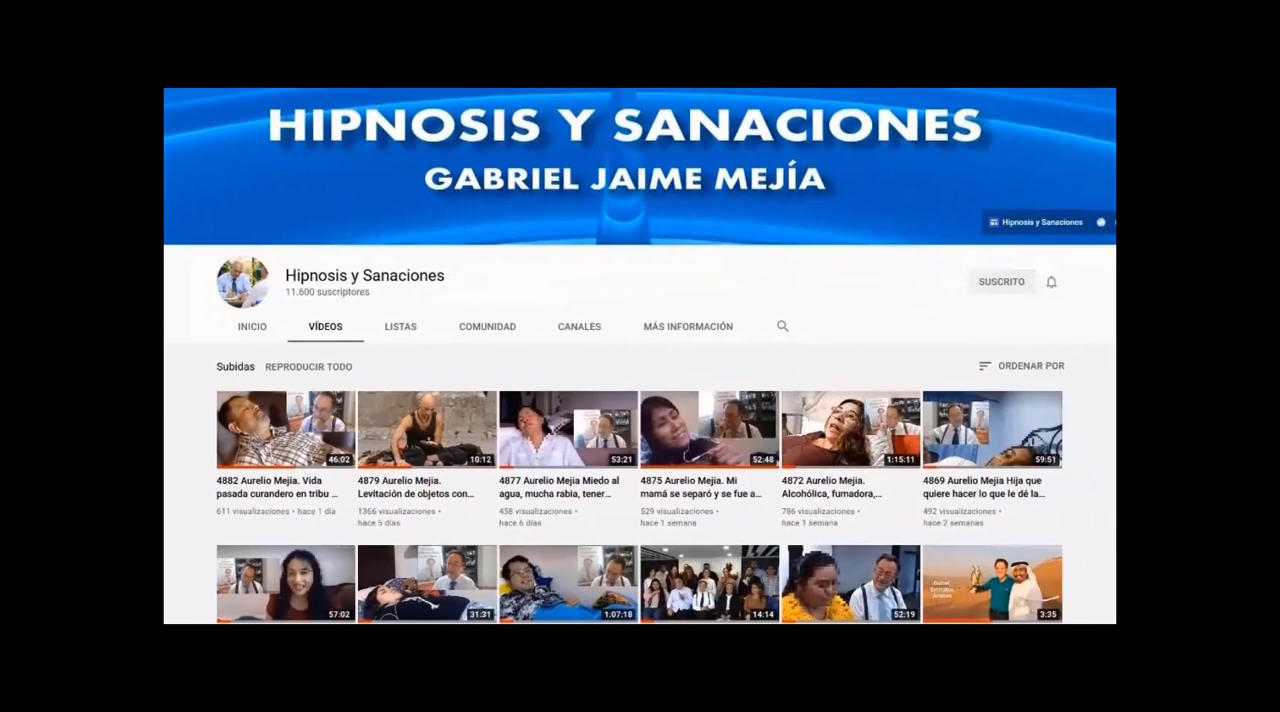 HIPNOSIS Y SANACIONES
GABRIEL JAIME MEJÍA
Hipnosis y Sanaciones
Hipnosis y Sanaciones
11.600 suscriptores
SUSCRITO
INICIO VÍDEOS LISTAS COMUNIDAD CANALES MÁS INFORMACIÓN
Subidas REPRODUCIR TODO ORDENAR POR
46:02 10:12 53:21 52:48 1:15:11 59:51
4882 Aurelio Mejia. Vida
pasada curandero en tribu ...
611 visualizaciones • hace 1 día
4879 Aurelio Mejia.
Levitación de objetos con...
1366 visualizaciones •
hace 5 días
4877 Aurelio Mejia Miedo al
agua, mucha rabia, tener...
458 visualizaciones •
hace 6 días
4875 Aurelio Mejia. Mi
mamá se separó y se fue a...
529 visualizaciones •
hace 1 semana
4872 Aurelio Mejia.
Alcohólica, fumadora,...
786 visualizaciones •
hace 1 semana
4869 Aurelio Mejia Hija que
quiere hacer lo que le dé la...
492 visualizaciones •
hace 2 semanas
57:02 31:31 1:07:18 14:14 52:19 3:35